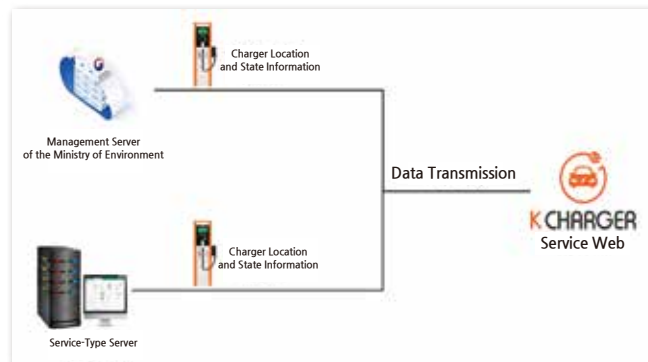 Charger Location
and State Information
Management Server
of the Ministry of Environment
Data Transmission
K CHARGER
Service Web
Charger Location
and State Information
Service-Type Server